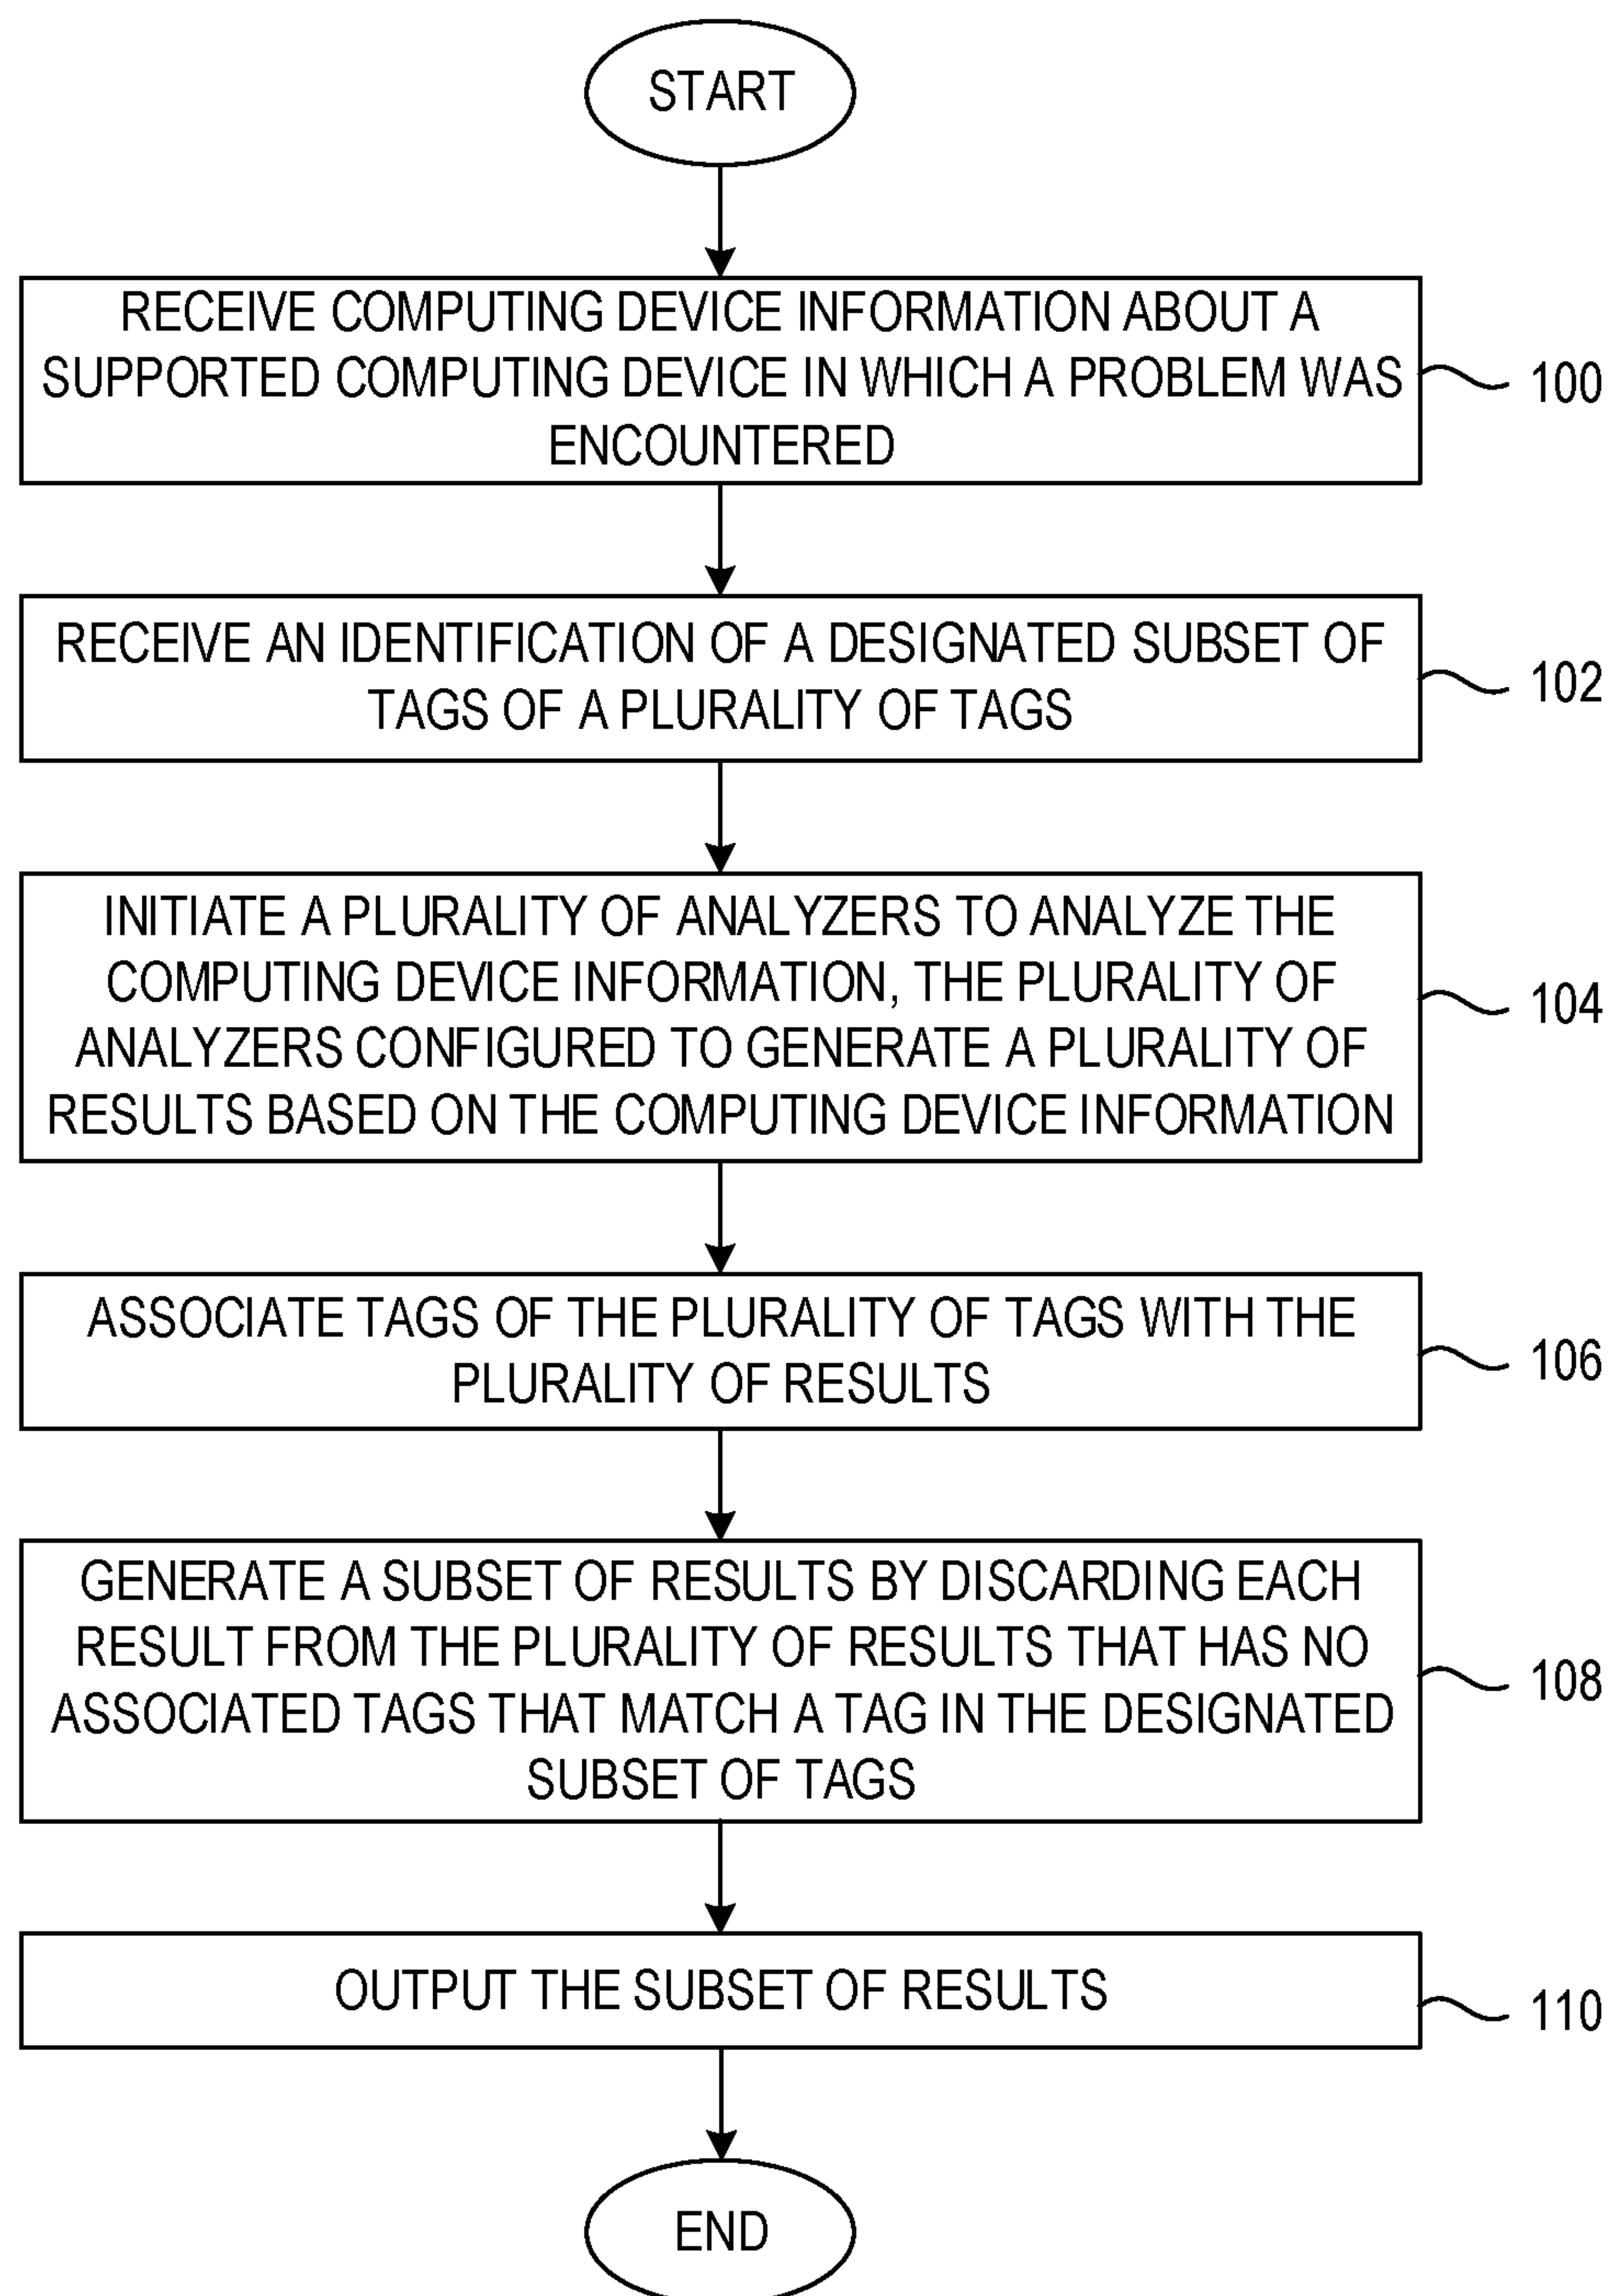 START
RECEIVE COMPUTING DEVICE INFORMATION ABOUT A
SUPPORTED COMPUTING DEVICE IN WHICH A PROBLEM WAS
ENCOUNTERED
100
RECEIVE AN IDENTIFICATION OF A DESIGNATED SUBSET OF
TAGS OF A PLURALITY OF TAGS
102
INITIATE A PLURALITY OF ANALYZERS TO ANALYZE THE
COMPUTING DEVICE INFORMATION, THE PLURALITY OF
ANALYZERS CONFIGURED TO GENERATE A PLURALITY OF
RESULTS BASED ON THE COMPUTING DEVICE INFORMATION
104
ASSOCIATE TAGS OF THE PLURALITY OF TAGS WITH THE
PLURALITY OF RESULTS
106
GENERATE A SUBSET OF RESULTS BY DISCARDING EACH
RESULT FROM THE PLURALITY OF RESULTS THAT HAS NO
ASSOCIATED TAGS THAT MATCH A TAG IN THE DESIGNATED
SUBSET OF TAGS
108
OUTPUT THE SUBSET OF RESULTS
110
END